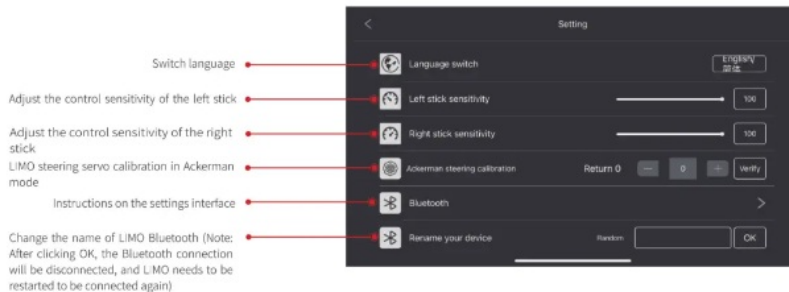 Setting
Switch language
Language switch
English/
简体
Adjust the control sensitivity of the left stick
Left stick sensitivity
100
Adjust the control sensitivity of the right
stick
Right stick sensitivity
100
LIMO steering servo calibration in Ackerman
mode
Ackerman steering calibration
Return 0
0
Verify
Instructions on the settings interface
Bluetooth
Change the name of LIMO Bluetooth (Note:
After clicking OK, the Bluetooth connection
will be disconnected, and LIMO needs to be
restarted to be connected again)
Rename your device
Random
OK